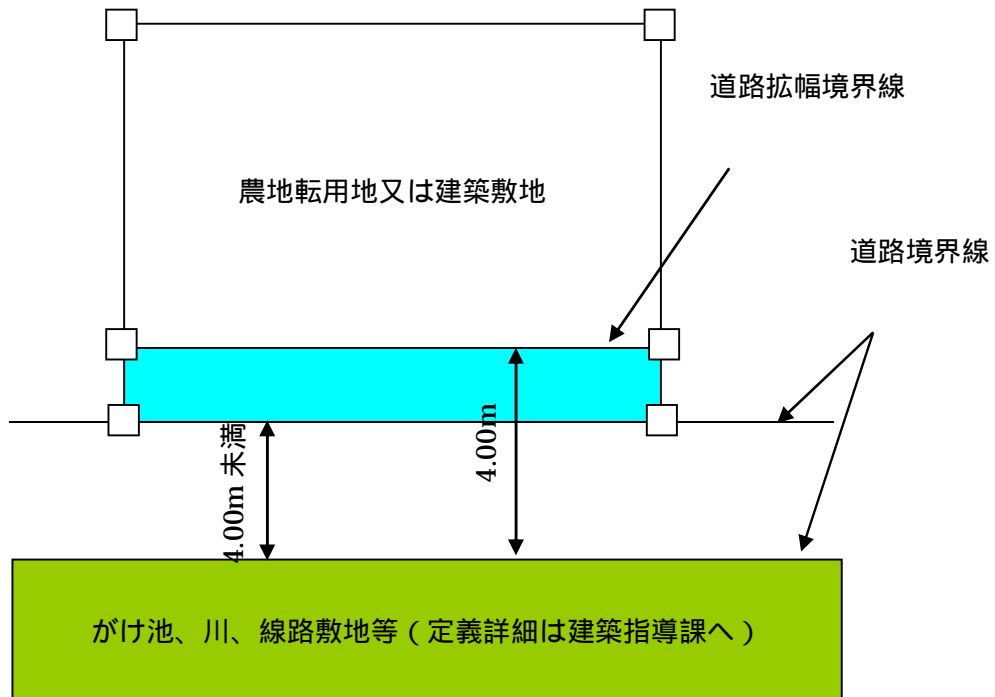 道路拡幅境界線
農地転用地又は建築敷地
道路境界線
4.00m 未満
4.00m
がけ池、川、線路敷地等（定義詳細は建築指導課へ）